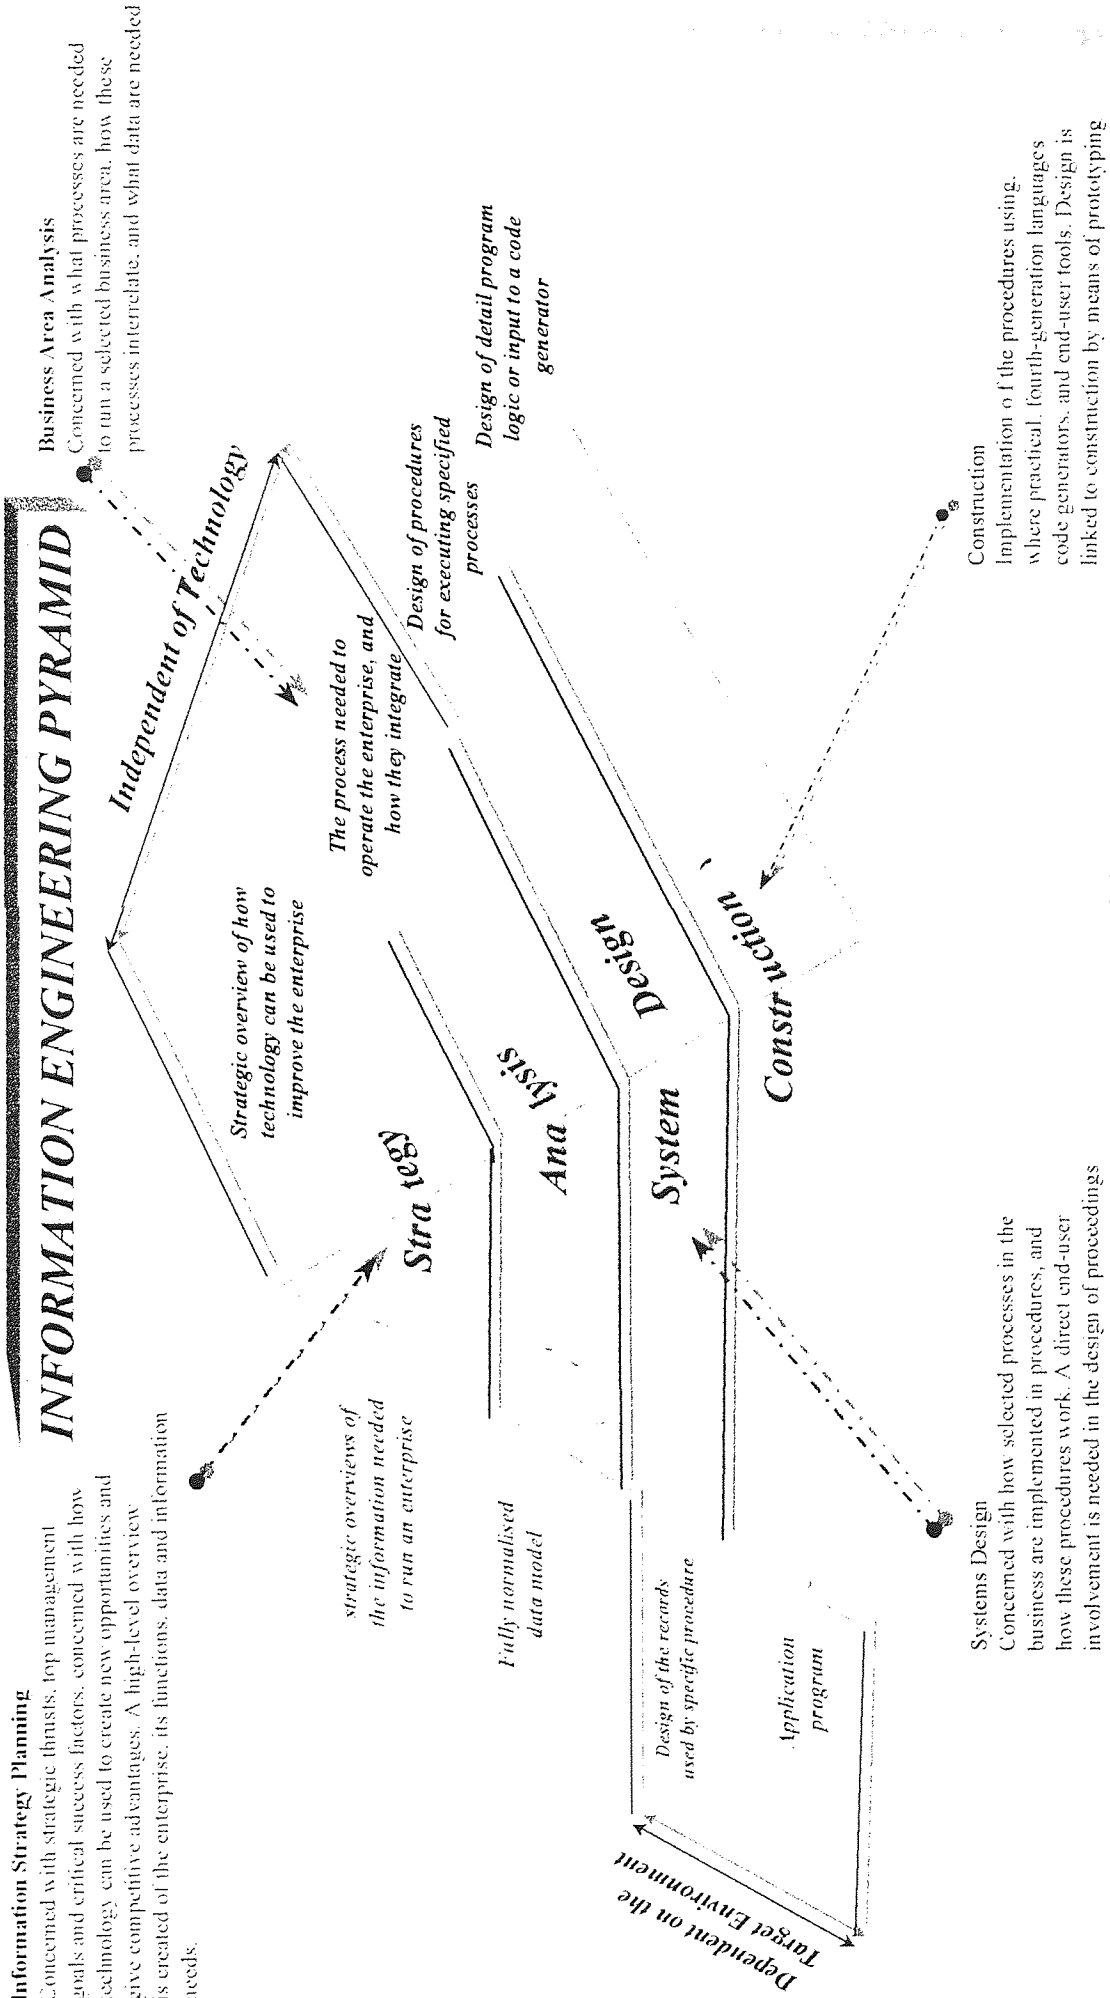 INFORMATION ENGINEERING PYRAMID
Information Strategy Planning
Concerned with strategic thrusts, top management
goals and critical success factors, concerned with how
technology can be used to create new opportunities and
give competitive advantages. A high-level overview
is created of the enterprise, its functions, data and information
needs.
Business Area Analysis
Concerned with what processes are needed
to run a selected business area, how these
processes interrelate, and what data are needed
Independent of Technology
Strategic overview of how
technology can be used to
improve the enterprise
strategic overviews of
the information needed
to run an enterprise
Strategy
The process needed to
operate the enterprise, and
how they integrate
Fully normalised
data model
Analysis
Design of procedures
for executing specified
processes
Design of the records
used by specific procedure
System Design
Design of detail program
logic or input to a code
generator
Application
program
Construction
Dependent on the
Target Environment
Systems Design
Concerned with how selected processes in the
business are implemented in procedures, and
how these procedures work. A direct end-user
involvement is needed in the design of proceedings
Construction
Implementation of the procedures using,
where practical, fourth-generation languages
code generators, and end-user tools. Design is
linked to construction by means of prototyping